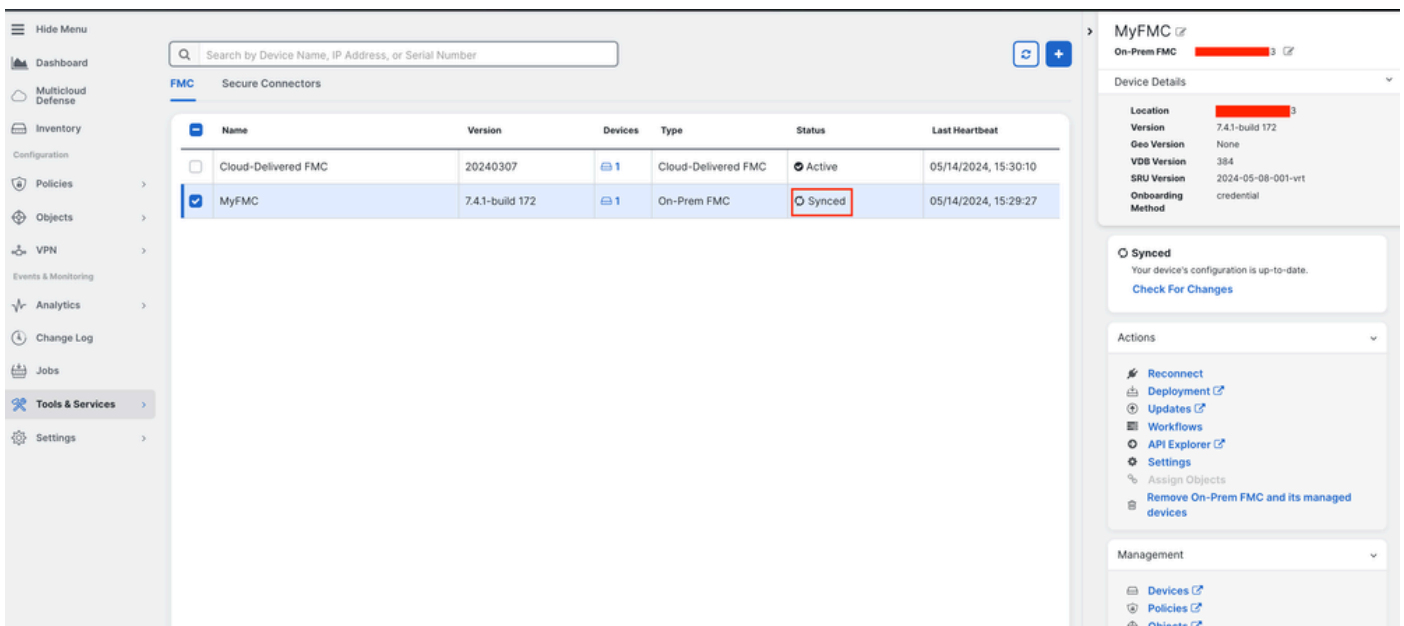 Hide Menu
Dashboard
Multicloud
Defense
Inventory
Configuration
Policies
Objects
VPN
Events & Monitoring
Analytics
Change Log
Jobs
Tools & Services
Settings
Search by Device Name, IP Address, or Serial Number
FMC Secure Connectors
Name Version Devices Type Status Last Heartbeat
Cloud-Delivered FMC 20240307 1 Cloud-Delivered FMC Active 05/14/2024, 15:30:10
MyFMC 7.4.1-build 172 1 On-Prem FMC Synced 05/14/2024, 15:29:27
MyFMC
On-Prem FMC 3
Device Details
Location 3
Version 7.4.1-build 172
Geo Version None
VDB Version 384
SRU Version 2024-05-08-001-vrt
Onboarding credential
Method
Synced
Your device's configuration is up-to-date.
Check For Changes
Actions
Reconnect
Deployment
Updates
Workflows
API Explorer
Settings
Assign Objects
Remove On-Prem FMC and its managed
devices
Management
Devices
Policies
Objects